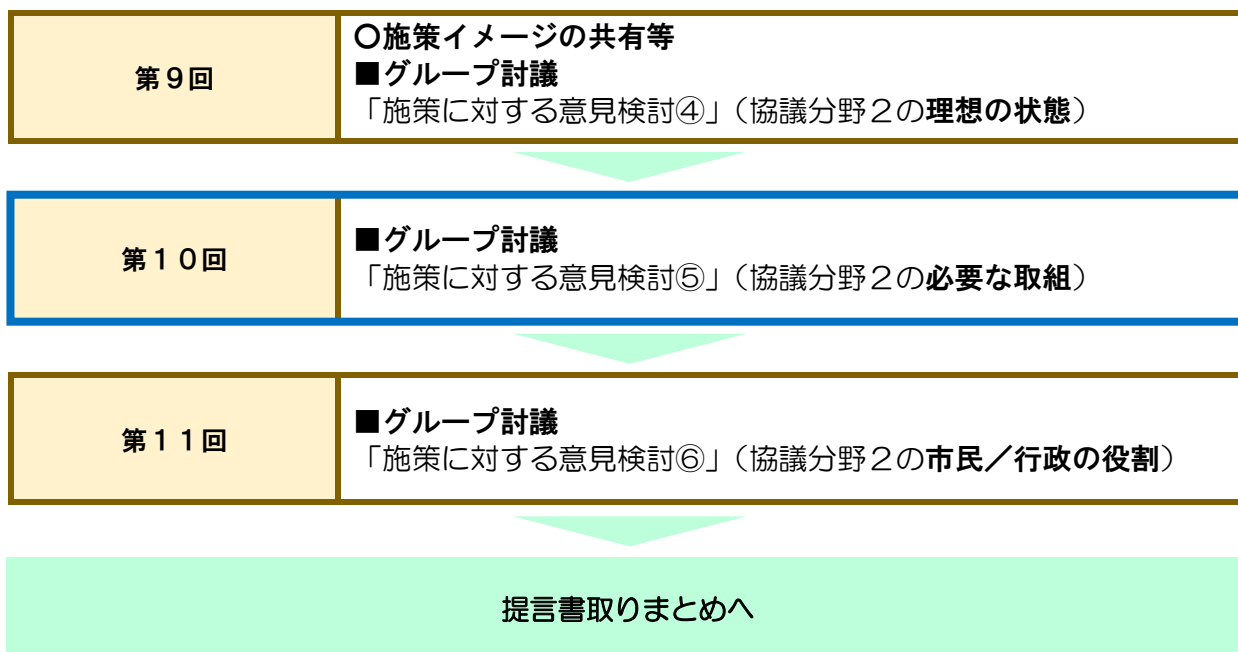 第９回
〇施策イメージの共有等
■グループ討議
「施策に対する意見検討④」（協議分野２の理想の状態）
第１０回
■グループ討議
「施策に対する意見検討⑤」（協議分野２の必要な取組）
第１１回
■グループ討議
「施策に対する意見検討⑥」（協議分野２の市民／行政の役割）
提言書取りまとめへ